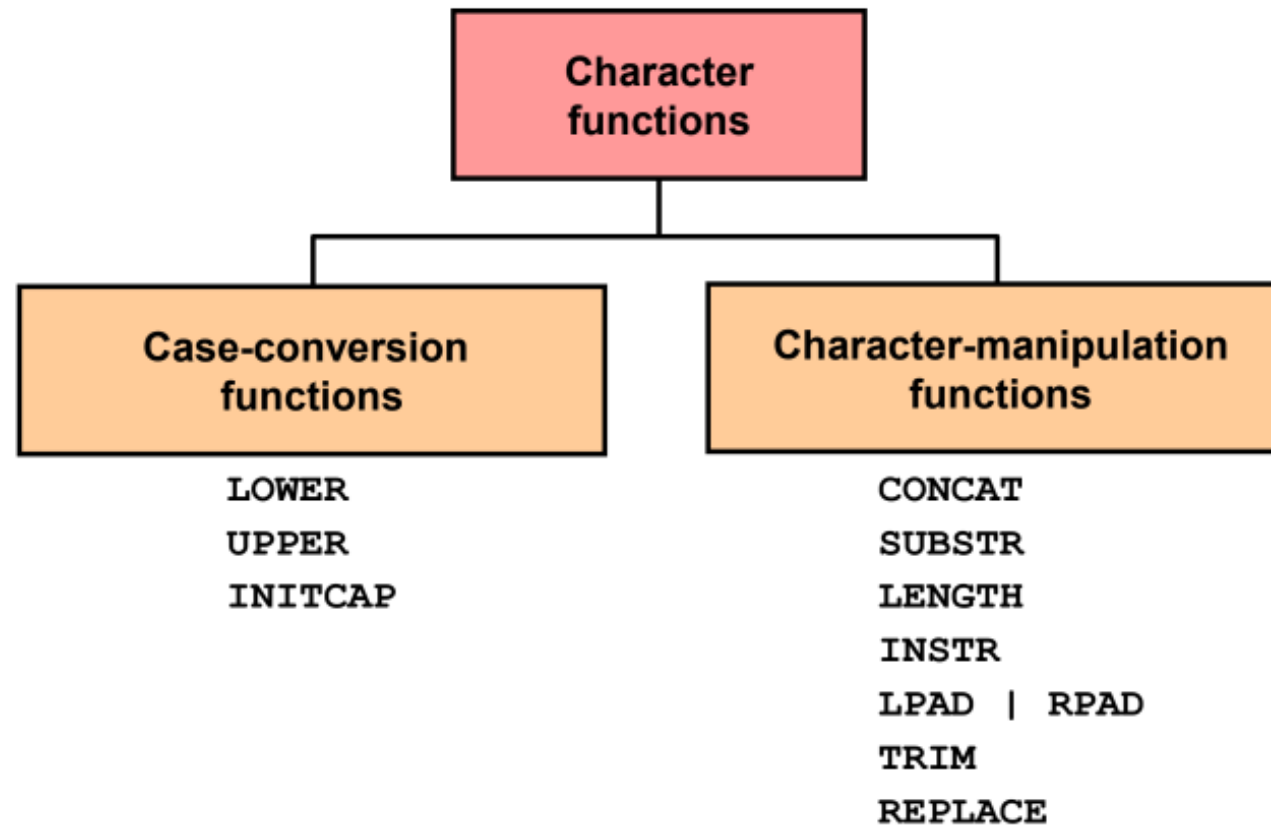 Character
functions
Case-conversion
functions
LOWER
UPPER
INITCAP
Character-manipulation
functions
CONCAT
SUBSTR
LENGTH
INSTR
LPAD | RPAD
TRIM
REPLACE